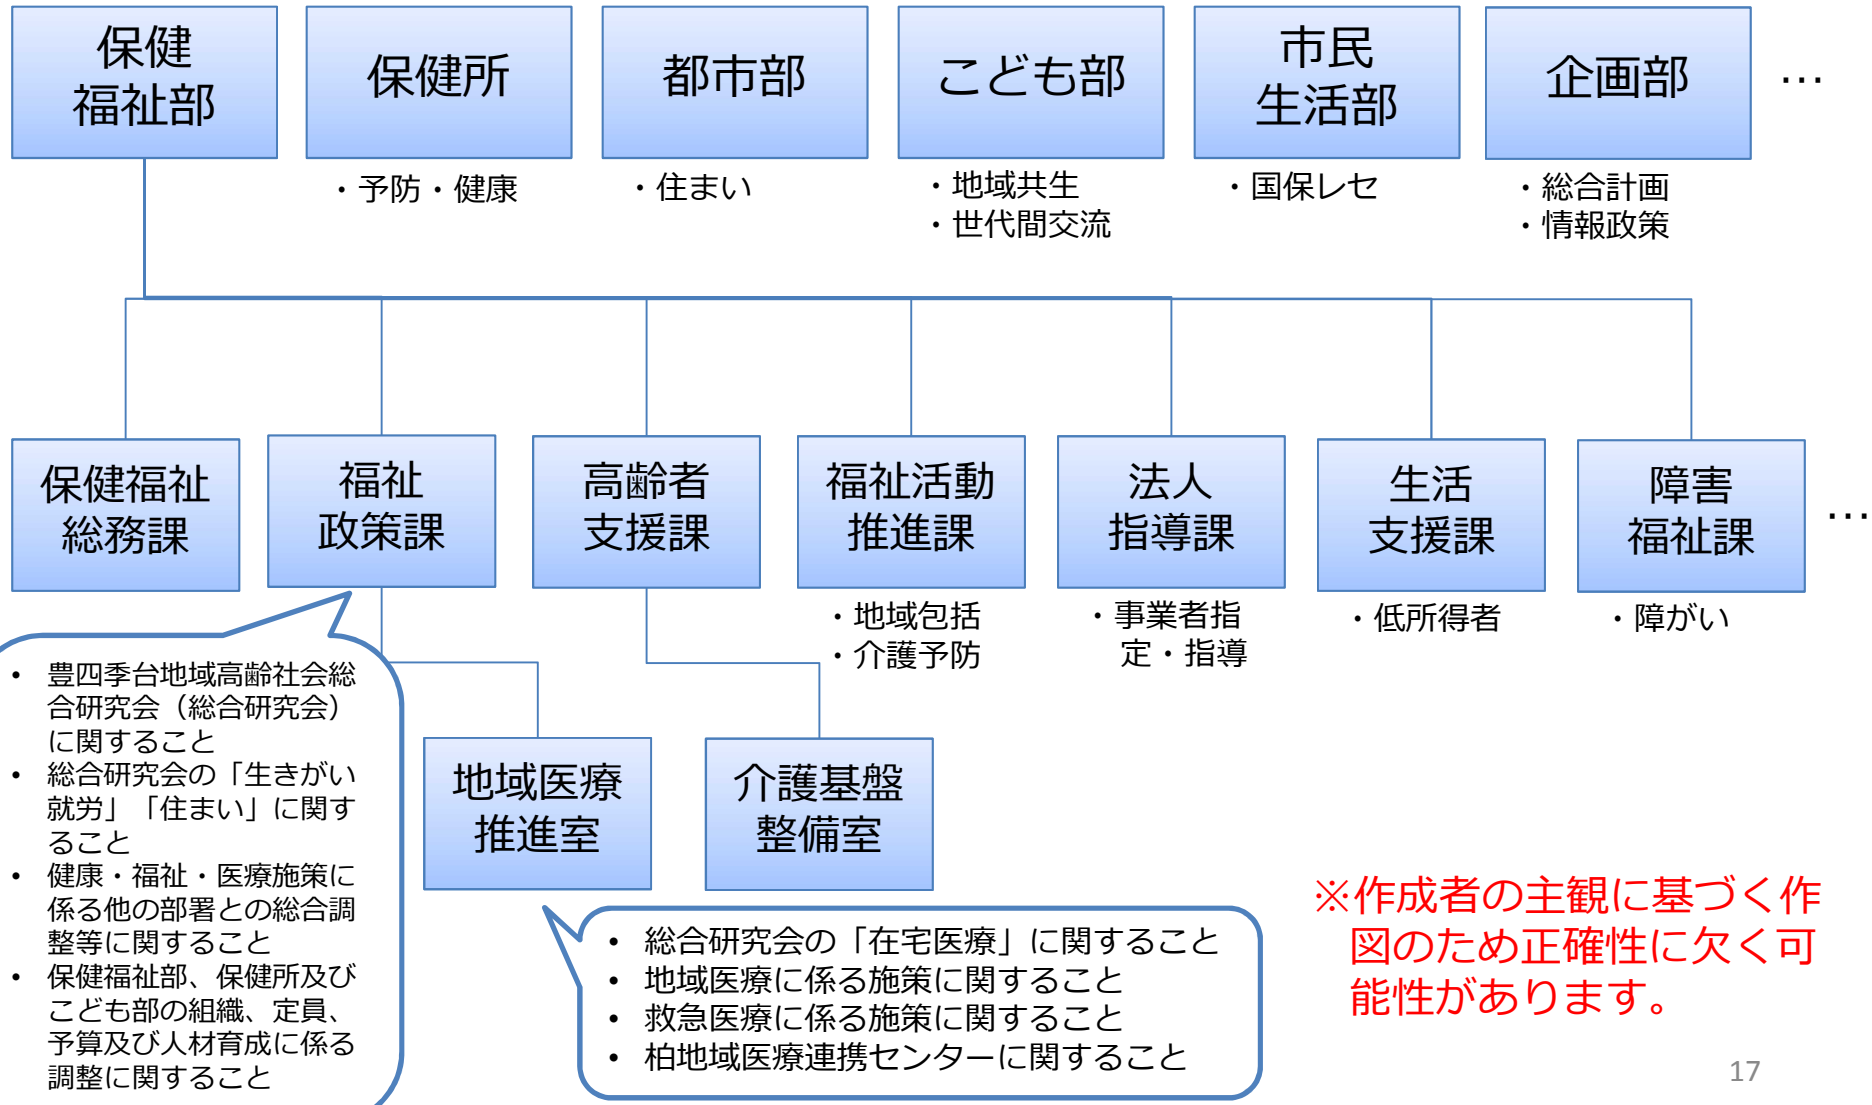 保健
福祉部
保健所
都市部
こども部
市民
生活部
企画部
…
・予防・健康
・住まい
・地域共生
・世代間交流
・国保レセ
・総合計画
・情報政策
保健福祉
総務課
福祉
政策課
高齢者
支援課
福祉活動
推進課
法人
指導課
生活
支援課
障害
福祉課
…
・地域包括
・介護予防
・事業者指
定・指導
・低所得者
・障がい
• 豊四季台地域高齢社会総
合研究会（総合研究会）
に関すること
• 総合研究会の「生きがい
就労」「住まい」に関す
ること
• 健康・福祉・医療施策に
係る他の部署との総合調
整等に関すること
• 保健福祉部、保健所及び
こども部の組織、定員、
予算及び人材育成に係る
調整に関すること
地域医療
推進室
介護基盤
整備室
• 総合研究会の「在宅医療」に関すること
• 地域医療に係る施策に関すること
• 救急医療に係る施策に関すること
• 柏地域医療連携センターに関すること
※作成者の主観に基づく作
図のため正確性に欠く可
能性があります。
17